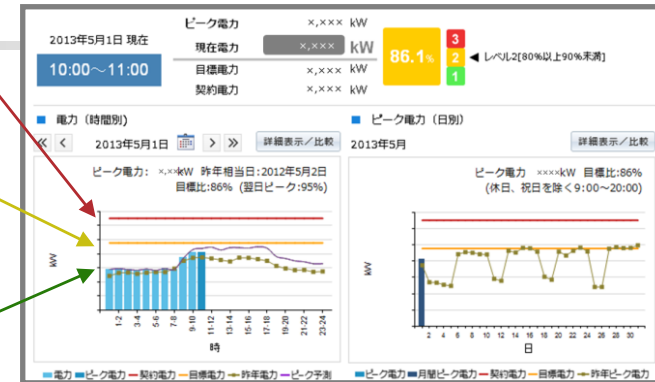 2013年5月1日 現在
10:00～11:00
ピーク電力 ×,××× kW
現在電力 ×,××× kW
目標電力 ×,××× kW
契約電力 ×,××× kW
86.1%
3
2
1
◀ レベル2[80%以上90%未満]
■ 電力（時間別）
≪ < 2013年5月1日 > ≫ 詳細表示／比較
ピーク電力: ×,××kW 昨年相当日:2012年5月2日
目標比:86% (翌日ピーク:95%)
kW
1-2 3-4 5-6 7-8 9-10 11-12 13-14 15-16 17-18 19-20 21-22 23-24
時
電力 ピーク電力 契約電力 目標電力 昨年電力 ピーク予測
■ ピーク電力（日別）
2013年5月 詳細表示／比較
ピーク電力 ××××kW 目標比:86%
(休日、祝日を除く9:00～20:00)
kW
2 4 6 8 10 12 14 16 18 20 22 24 26 28 30
日
ピーク電力 月間ピーク電力 契約電力 目標電力 昨年ピーク電力